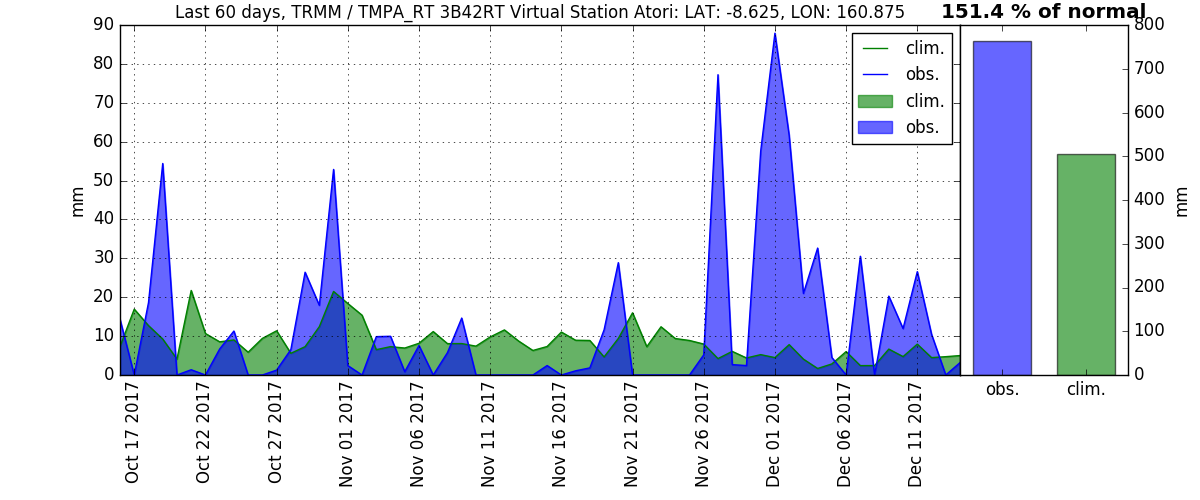 Last 60 days, TRMM / TMPA_RT 3B42RT Virtual Station Atori: LAT: -8.625, LON: 160.875
151.4 % of normal
90
80
70
60
50
40
30
20
10
0
mm
clim.
obs.
clim.
obs.
Oct 17 2017
Oct 22 2017
Oct 27 2017
Nov 01 2017
Nov 06 2017
Nov 11 2017
Nov 16 2017
Nov 21 2017
Nov 26 2017
Dec 01 2017
Dec 06 2017
Dec 11 2017
800
700
600
500
400
300
200
100
0
mm
obs.
clim.